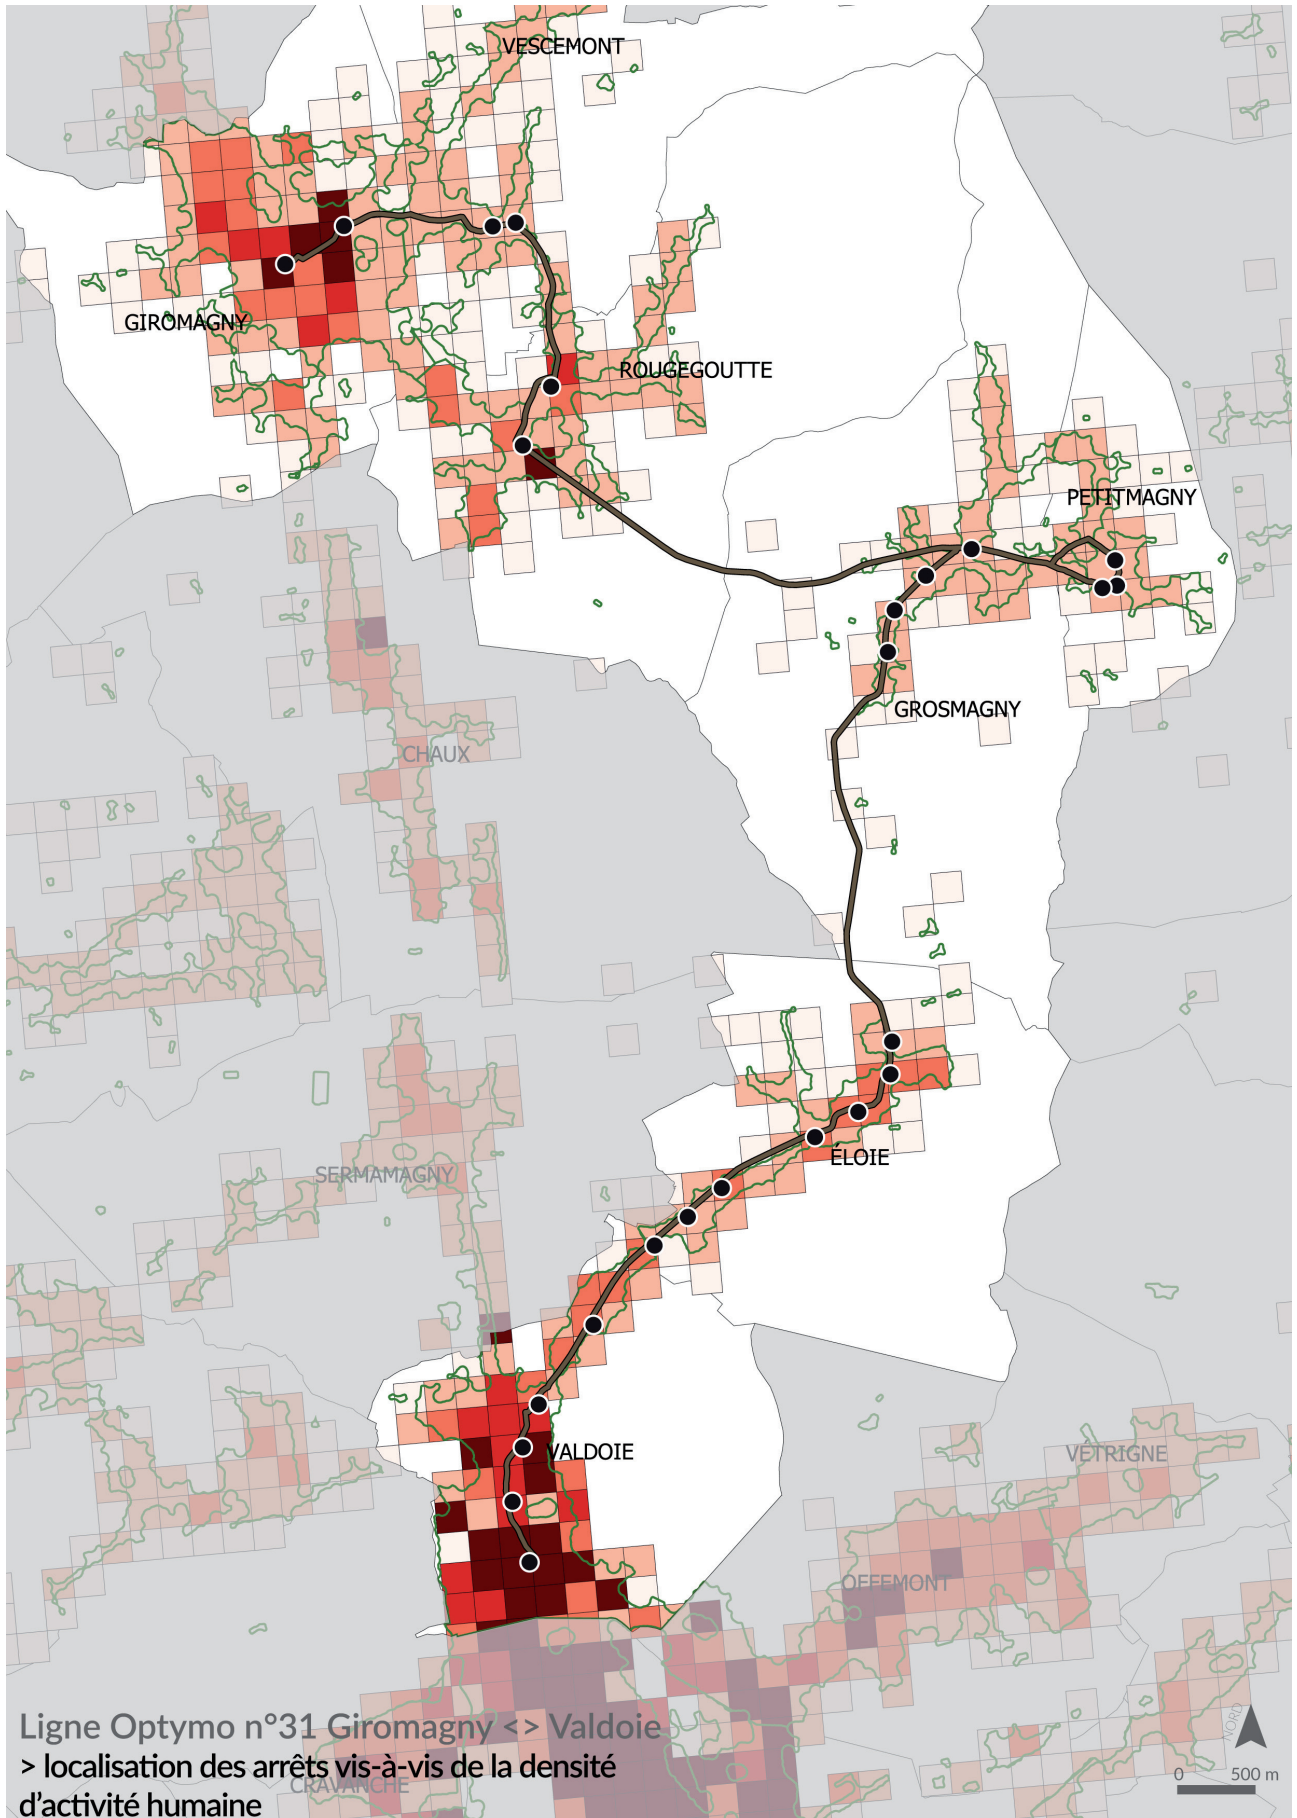 VESCEMONT
GIROMAGNY
ROUGEGOUTTE
PETITMAGNY
GROSMAGNY
CHAUX
ÉLOIE
SERMAMAGNY
VALDOIE
VÉTRIGNE
OFFEMONT
CRAVANCHE
Ligne Optymo n°31 Giromagny <> Valdoie
> localisation des arrêts vis-à-vis de la densité
d'activité humaine
NORD
0 500 m